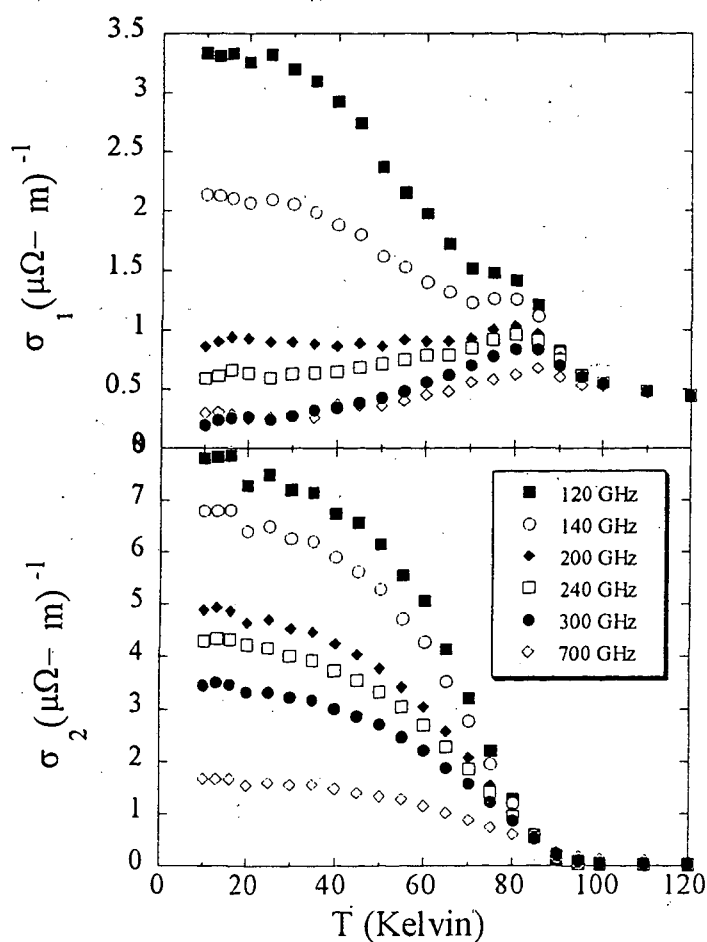 3.5
3
2.5
2
1.5
1
0.5
0
σ₁ (μΩ− m)⁻¹
8
7
6
5
4
3
2
1
0
σ₂ (μΩ− m)⁻¹
120 GHz
140 GHz
200 GHz
240 GHz
300 GHz
700 GHz
0 20 40 60 80 100 120
T (Kelvin)